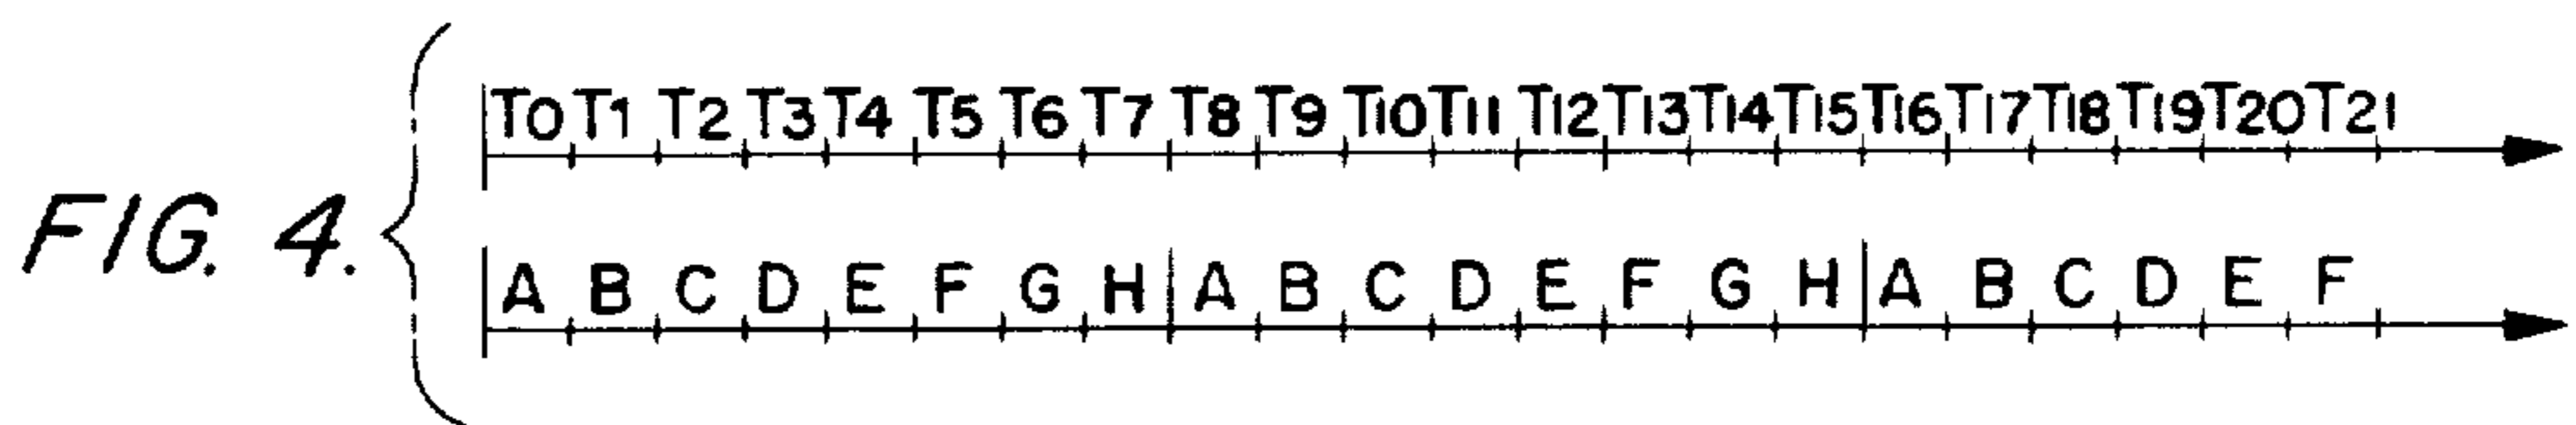 T0 T1 T2 T3 T4 T5 T6 T7 T8 T9 T10 T11 T12 T13 T14 T15 T16 T17 T18 T19 T20 T21
FIG. 4.
A B C D E F G H A B C D E F G H A B C D E F